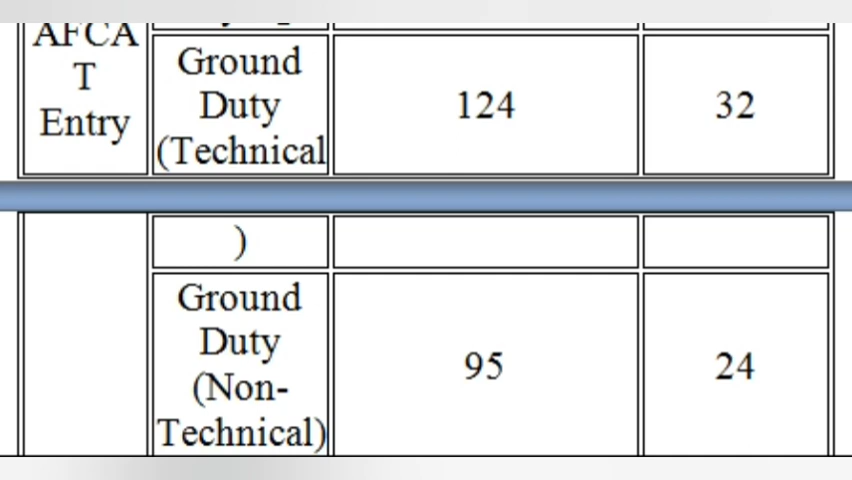 AFCA
T
Entry
Ground
Duty
(Technical
124
32
)
Ground
Duty
(Non-
Technical)
95
24